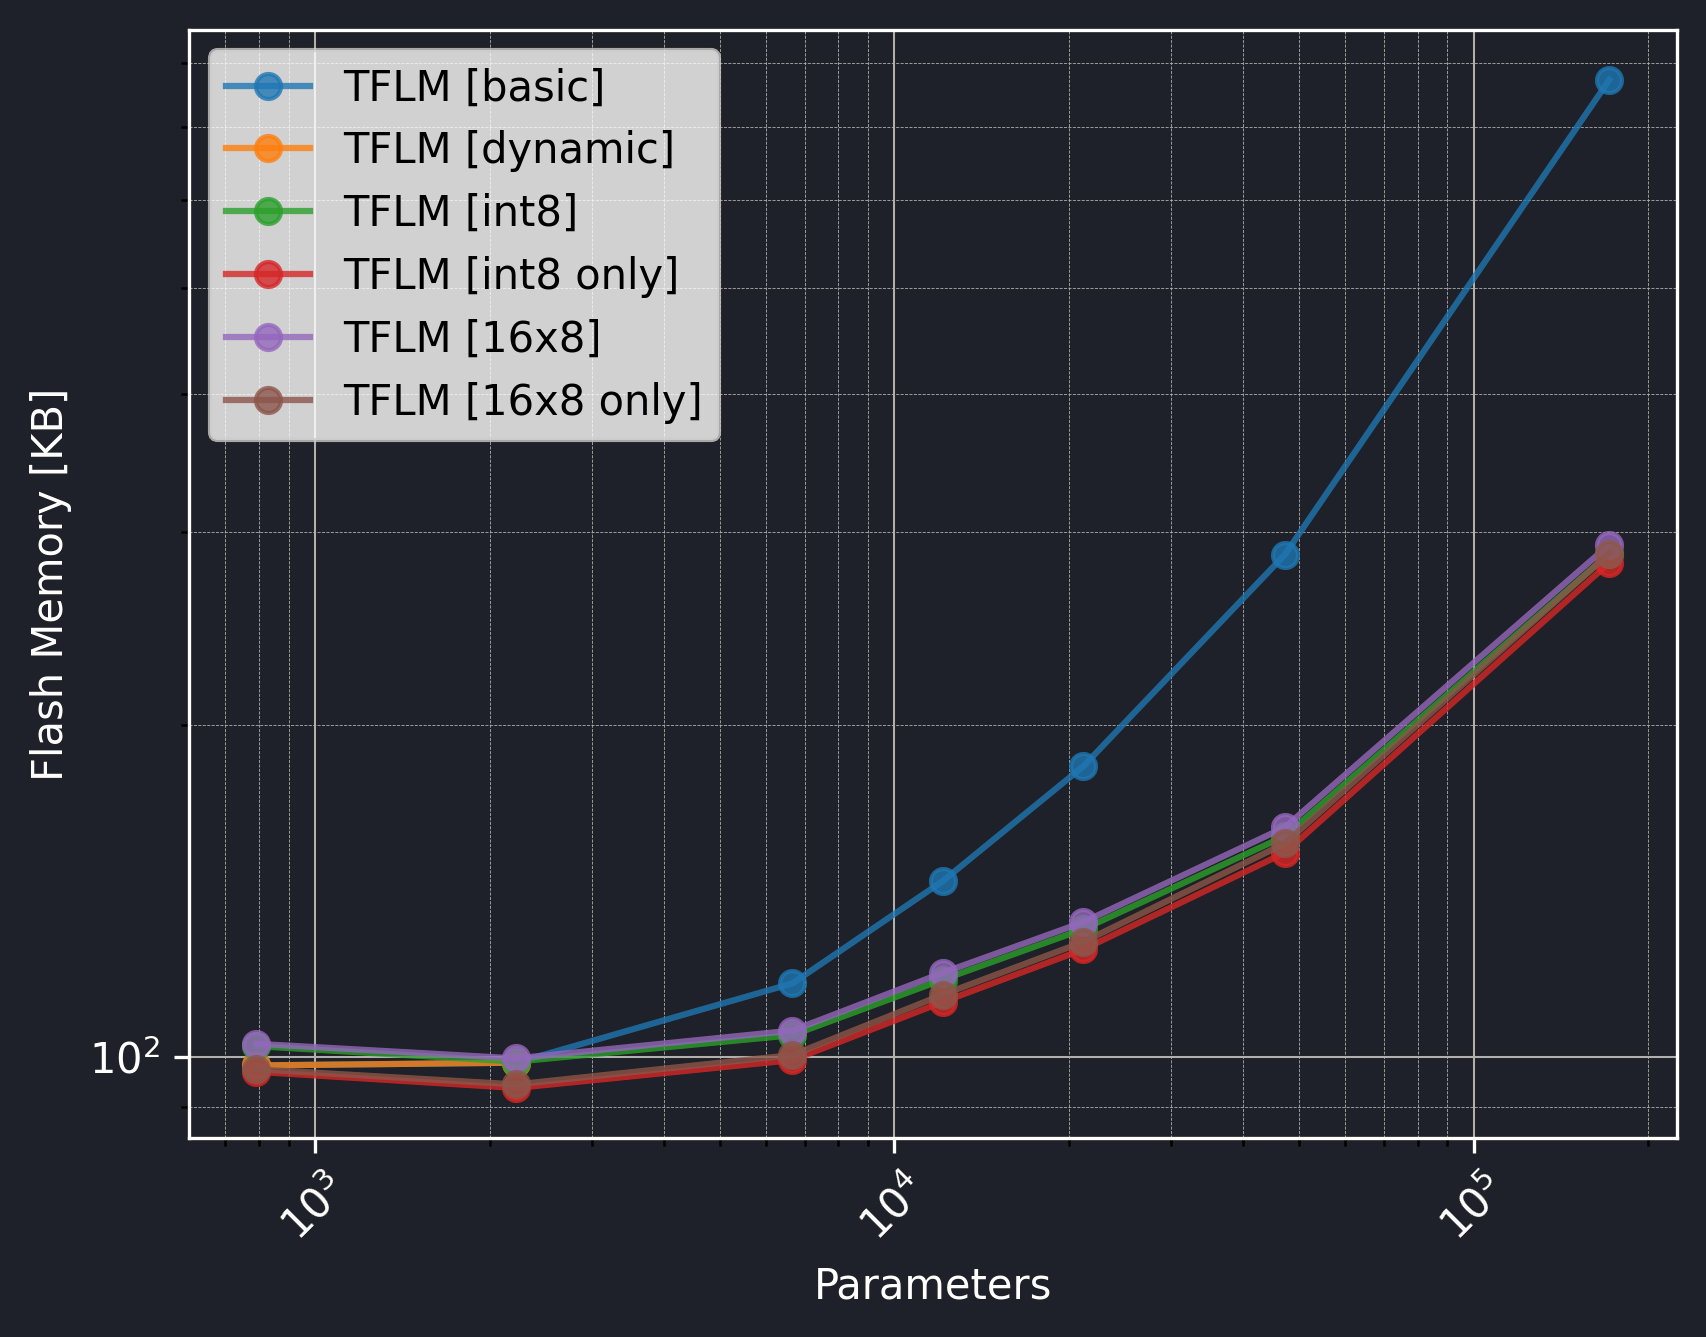 TFLM [basic]
TFLM [dynamic]
TFLM [int8]
TFLM [int8 only]
TFLM [16x8]
TFLM [16x8 only]
Flash Memory [KB]
10²
10³
10⁴
10⁵
Parameters